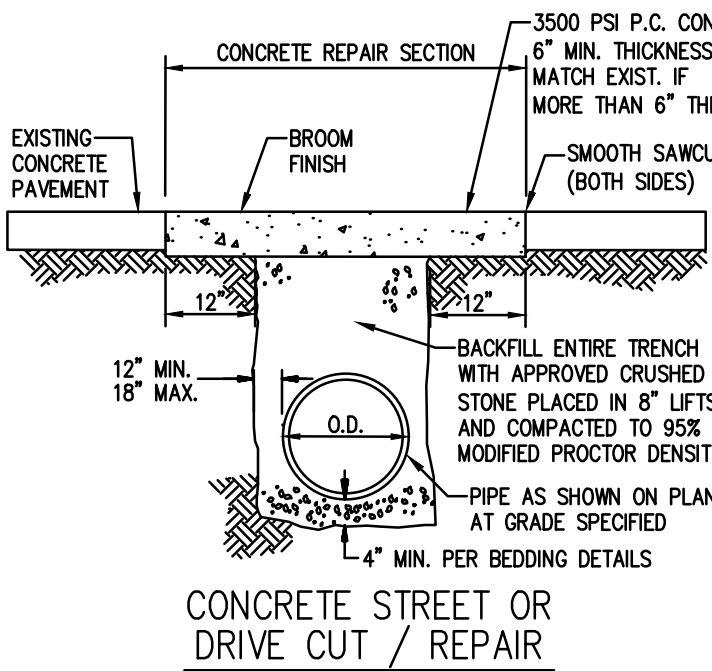 3500 PSI P.C. CON
6" MIN. THICKNESS
MATCH EXIST. IF
MORE THAN 6" THI
CONCRETE REPAIR SECTION
EXISTING
CONCRETE
PAVEMENT
BROOM
FINISH
SMOOTH SAWCU
(BOTH SIDES)
12"
12"
12" MIN.
18" MAX.
BACKFILL ENTIRE TRENCH
WITH APPROVED CRUSHED
STONE PLACED IN 8" LIFTS
AND COMPACTED TO 95%
MODIFIED PROCTOR DENSIT
O.D.
PIPE AS SHOWN ON PLAN
AT GRADE SPECIFIED
4" MIN. PER BEDDING DETAILS
CONCRETE STREET OR
DRIVE CUT / REPAIR